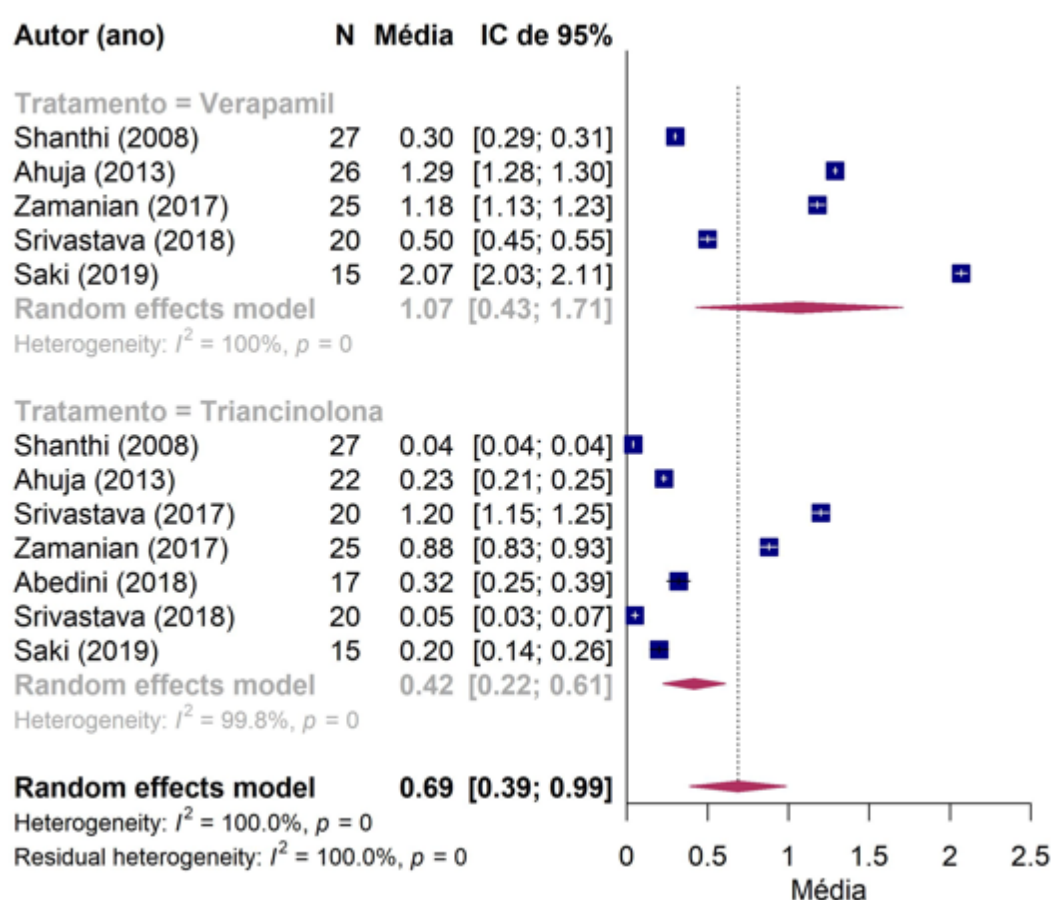 Autor (ano) N Média IC de 95%
Tratamento = Verapamil
Shanthi (2008) 27 0.30 [0.29; 0.31]
Ahuja (2013) 26 1.29 [1.28; 1.30]
Zamanian (2017) 25 1.18 [1.13; 1.23]
Srivastava (2018) 20 0.50 [0.45; 0.55]
Saki (2019) 15 2.07 [2.03; 2.11]
Random effects model 1.07 [0.43; 1.71]
Heterogeneity: I² = 100%, p = 0
Tratamento = Triancinolona
Shanthi (2008) 27 0.04 [0.04; 0.04]
Ahuja (2013) 22 0.23 [0.21; 0.25]
Srivastava (2017) 20 1.20 [1.15; 1.25]
Zamanian (2017) 25 0.88 [0.83; 0.93]
Abedini (2018) 17 0.32 [0.25; 0.39]
Srivastava (2018) 20 0.05 [0.03; 0.07]
Saki (2019) 15 0.20 [0.14; 0.26]
Random effects model 0.42 [0.22; 0.61]
Heterogeneity: I² = 99.8%, p = 0
Random effects model 0.69 [0.39; 0.99]
Heterogeneity: I² = 100.0%, p = 0
Residual heterogeneity: I² = 100.0%, p = 0
0 0.5 1 1.5 2 2.5
Média